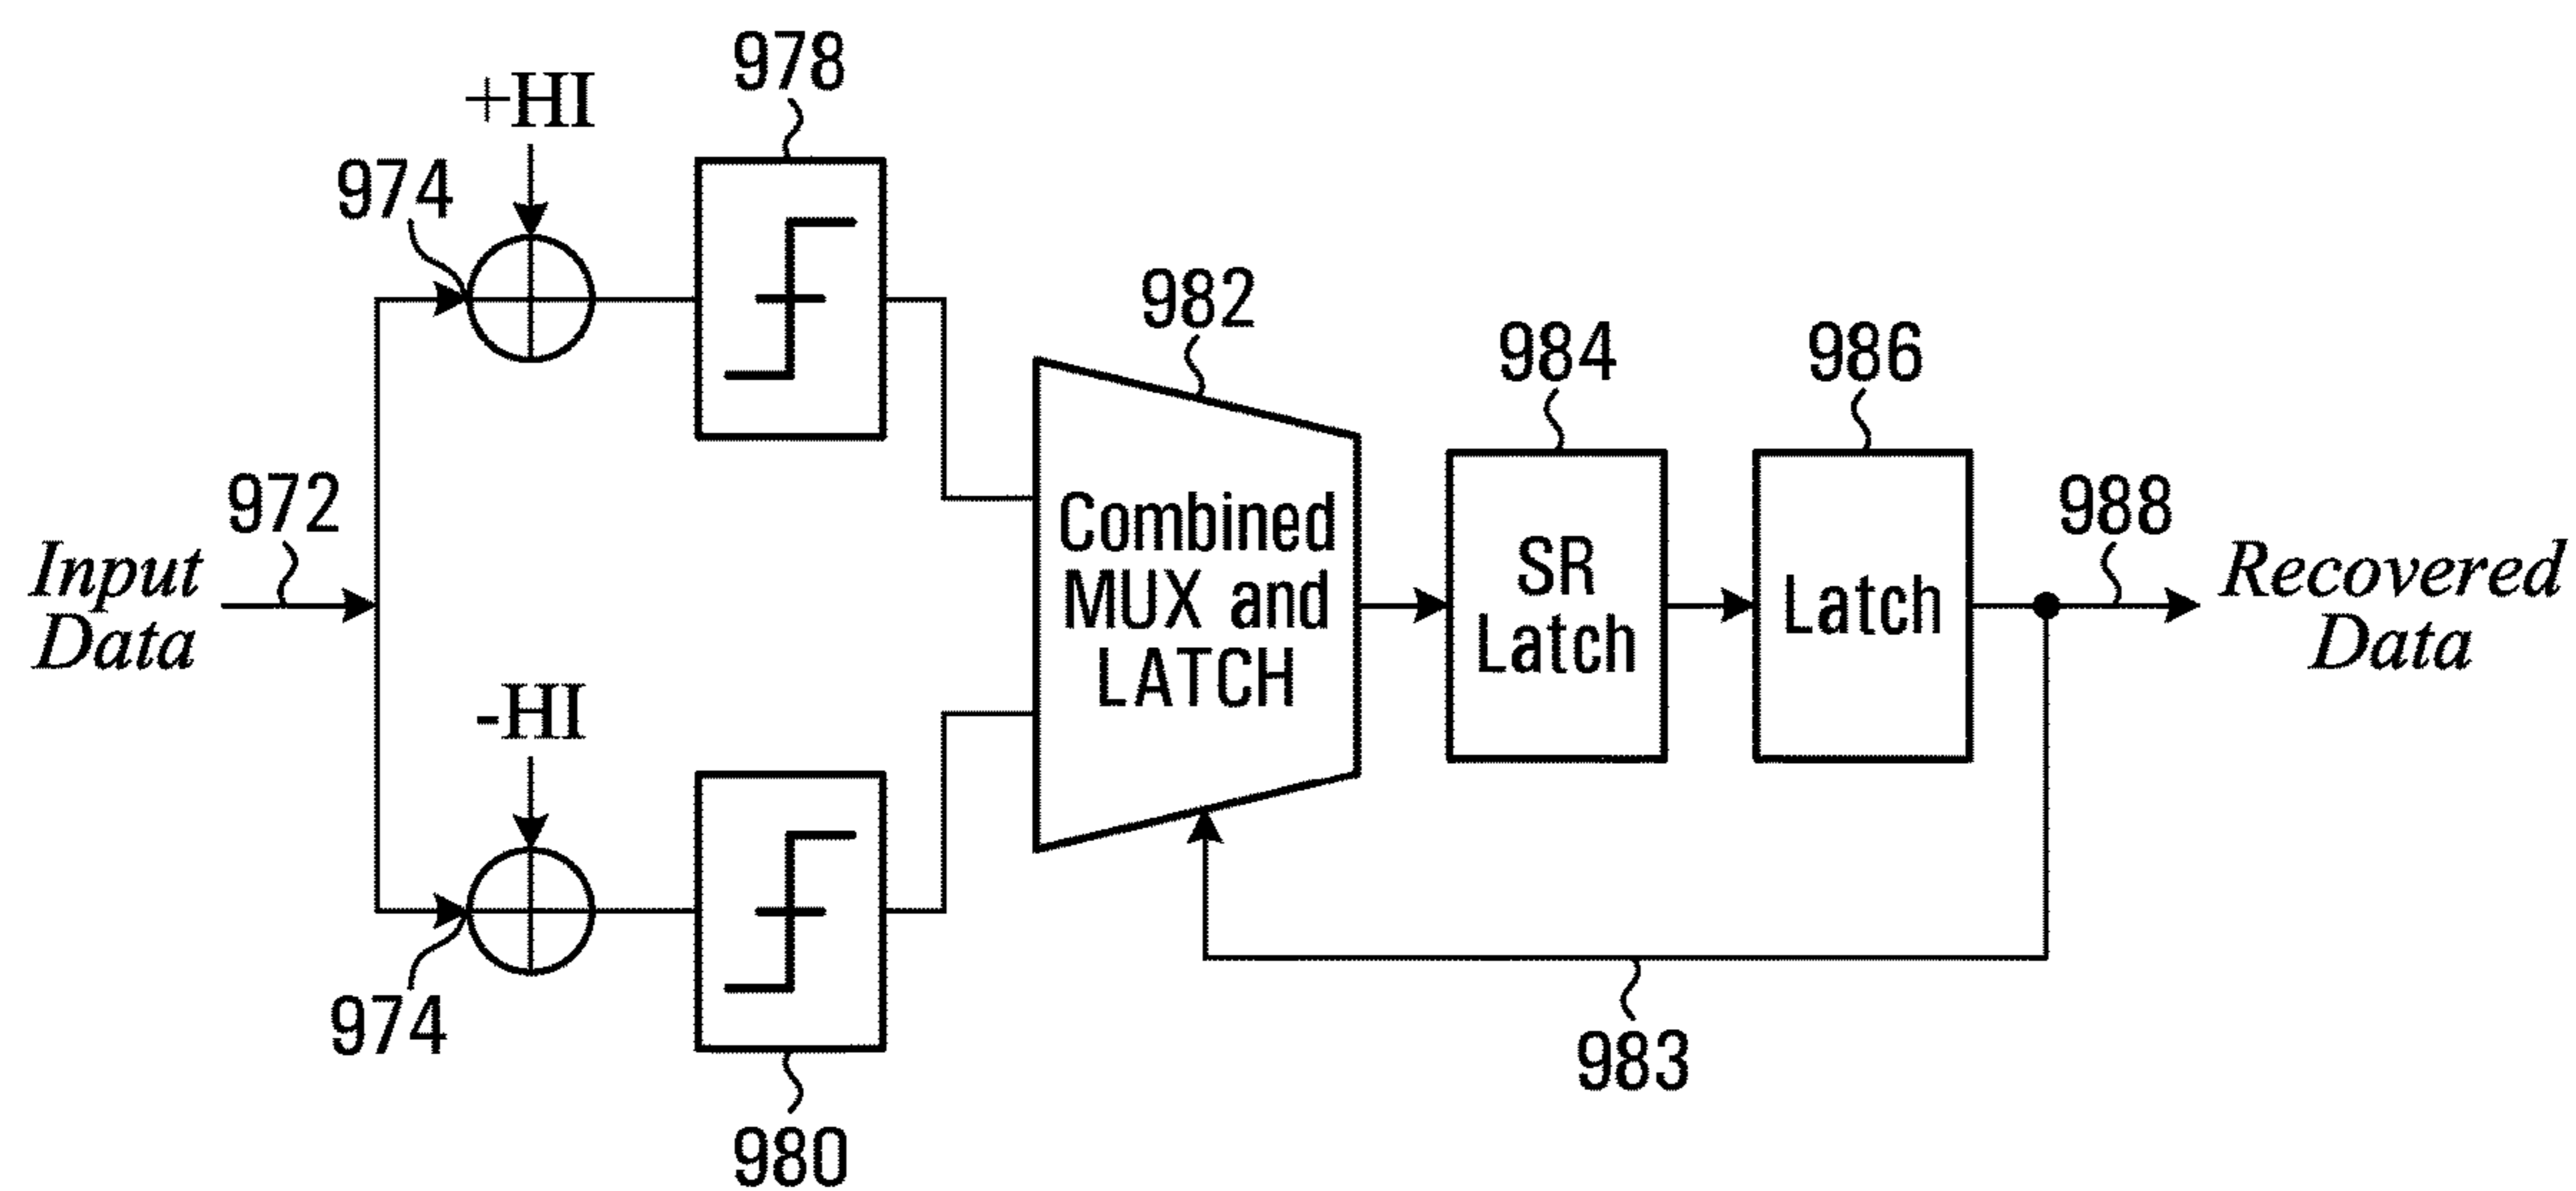 978
+HI
974
982
984
986
972
988
Input
Data
Combined
MUX and
LATCH
SR
Latch
Latch
Recovered
Data
-HI
974
983
980